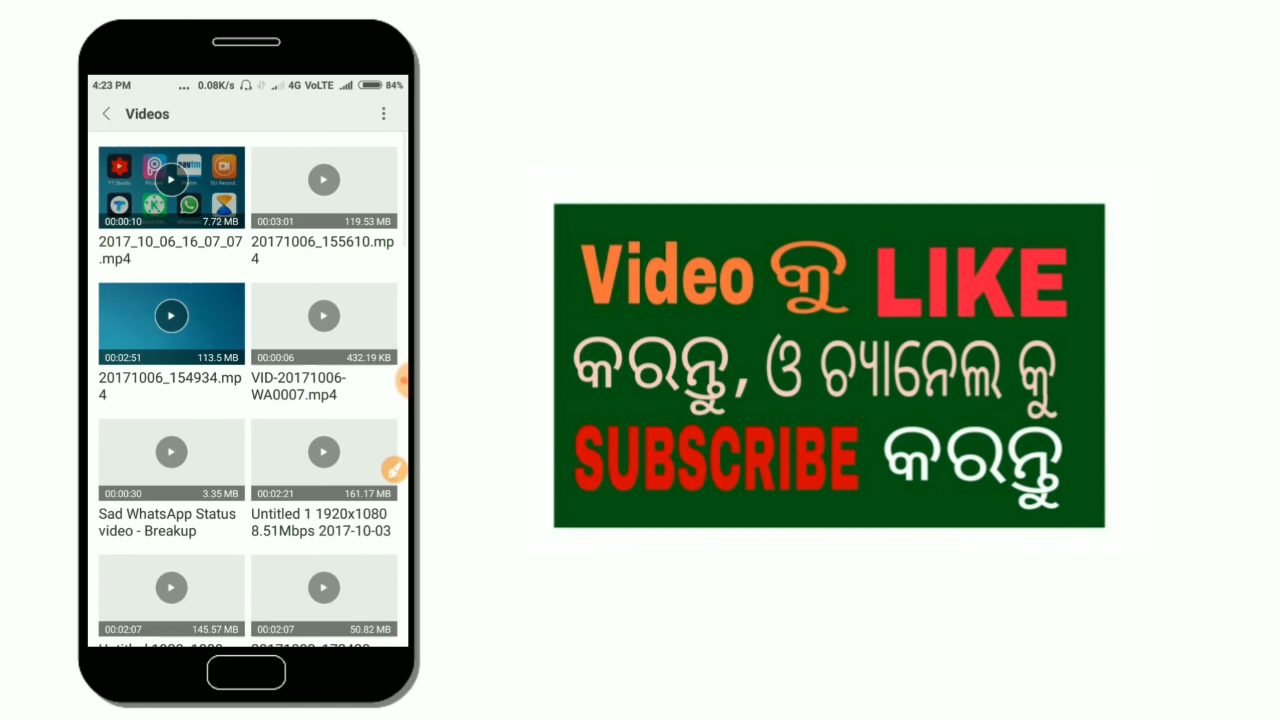 4:23 PM ... 0.08K/s 4G VoLTE 84%
Videos
00:00:10 7.72 MB
2017_10_06_16_07_07
.mp4
00:03:01 119.53 MB
20171006_155610.mp
4
00:02:51 113.5 MB
20171006_154934.mp
4
00:00:06 432.19 KB
VID-20171006-
WA0007.mp4
00:00:30 3.35 MB
Sad WhatsApp Status
video - Breakup
00:02:21 161.17 MB
Untitled 1 1920x1080
8.51Mbps 2017-10-03
00:02:07 145.57 MB
00:02:07 50.82 MB
Video କୁ LIKE
କରନ୍ତୁ, ଓ ଚ୍ୟାନେଲ କୁ
SUBSCRIBE କରନ୍ତୁ